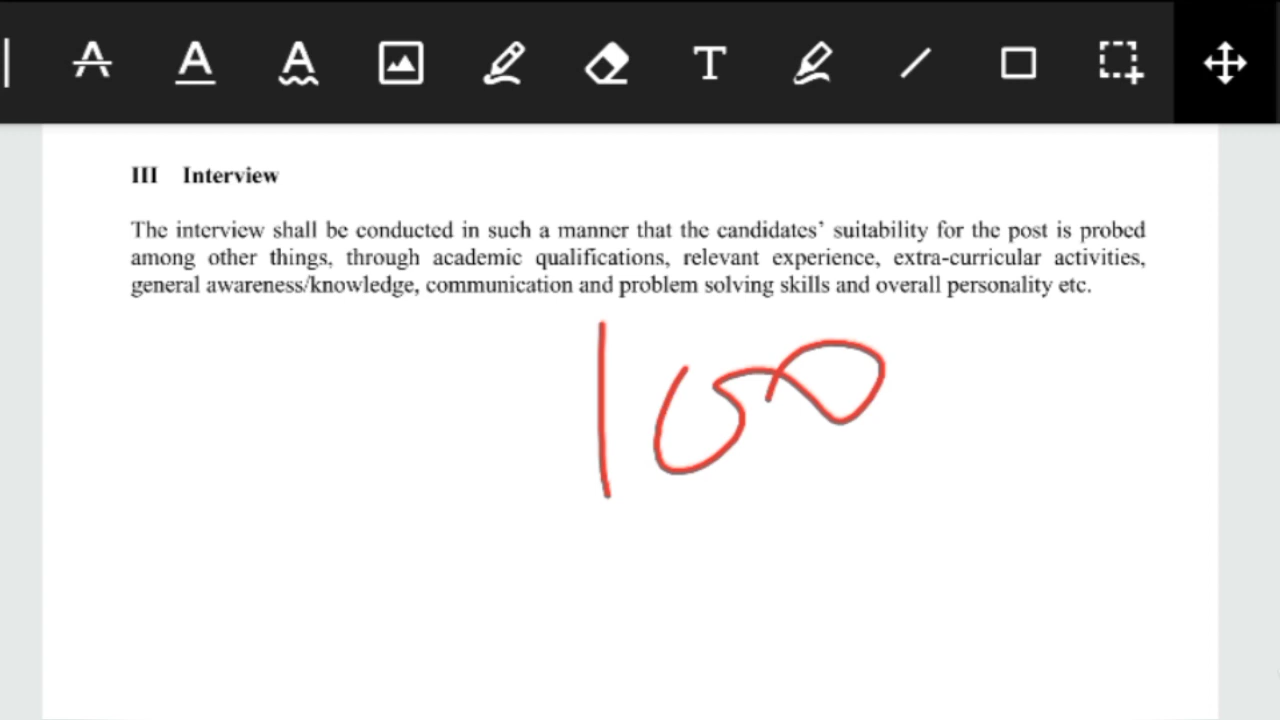 A A A T
III Interview
The interview shall be conducted in such a manner that the candidates' suitability for the post is probed
among other things, through academic qualifications, relevant experience, extra-curricular activities,
general awareness/knowledge, communication and problem solving skills and overall personality etc.
100